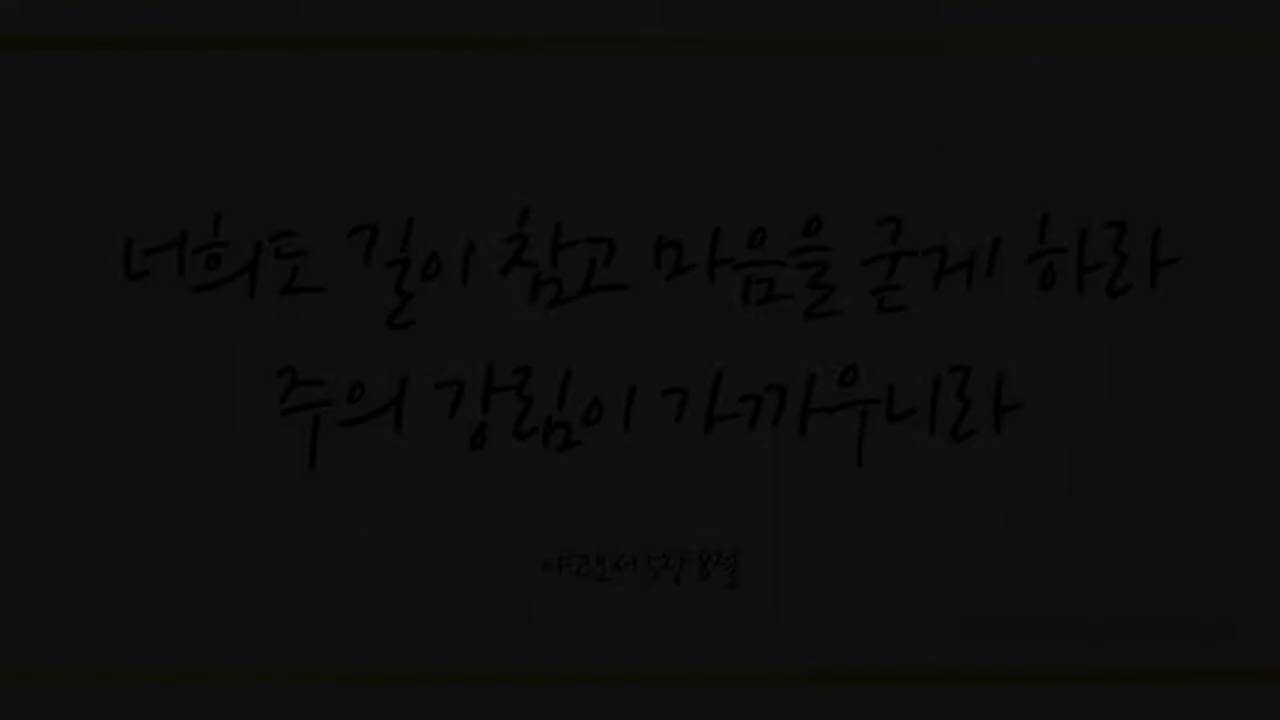 너희도 길이 참고 마음을 굳게 하라
주의 강림이 가까우니라
야고보서 5장 8절